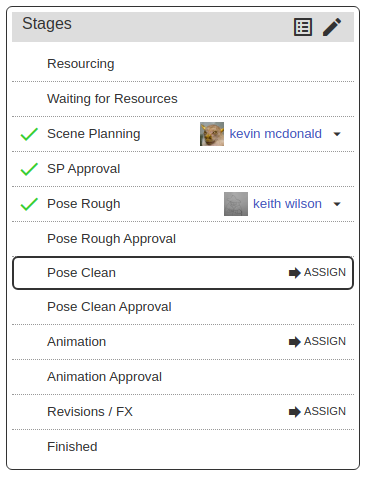 Stages
Resourcing
Waiting for Resources
Scene Planning kevin mcdonald
SP Approval
Pose Rough keith wilson
Pose Rough Approval
Pose Clean ASSIGN
Pose Clean Approval
Animation ASSIGN
Animation Approval
Revisions / FX ASSIGN
Finished